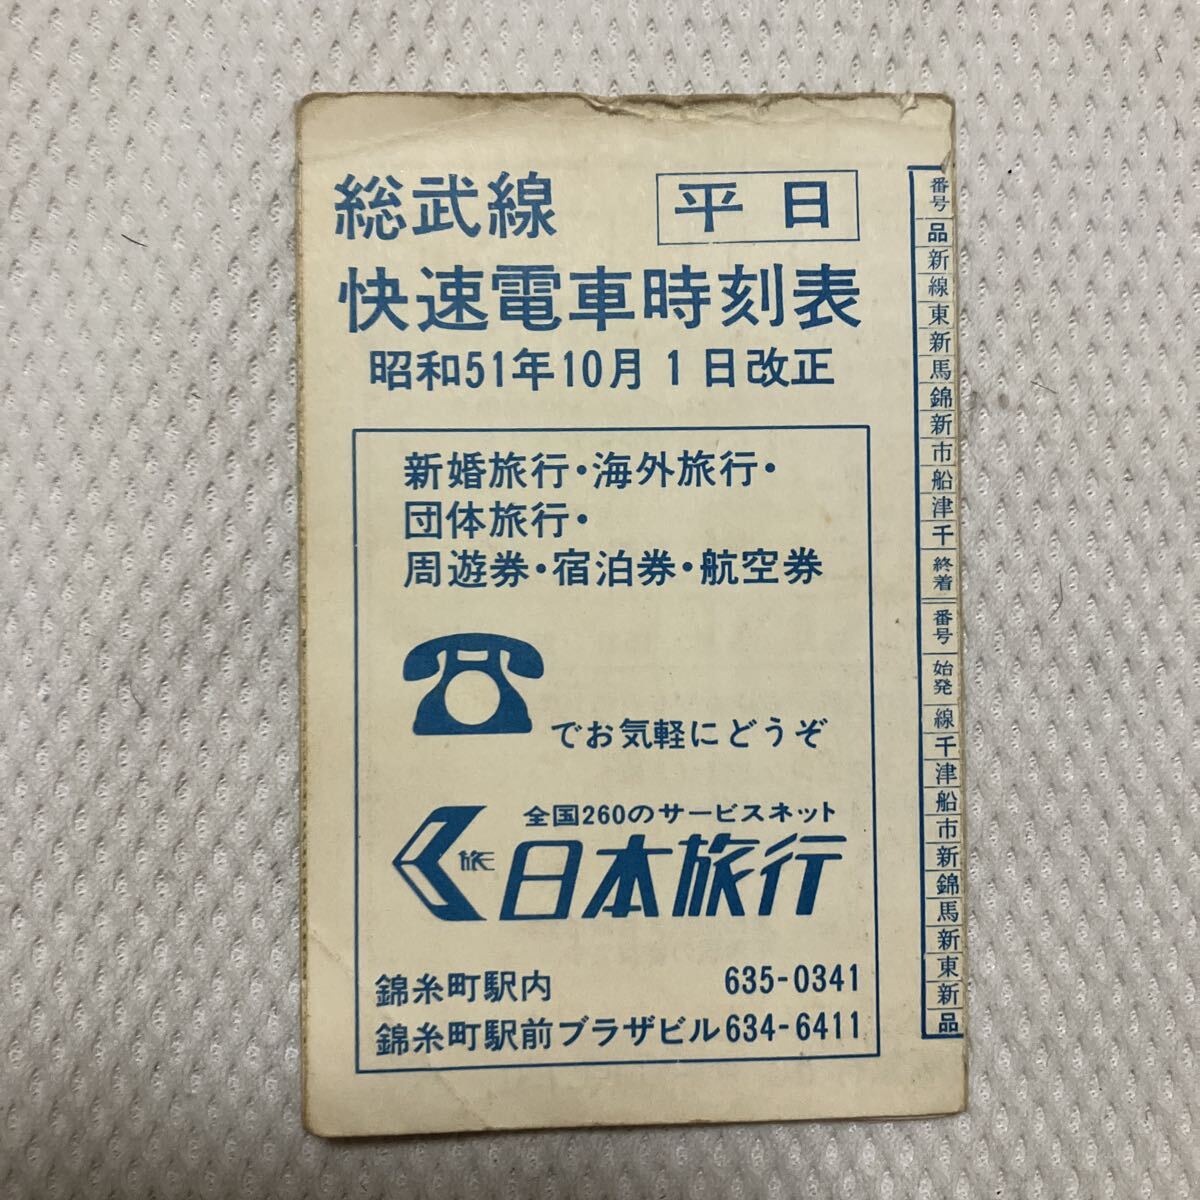 総武線 平日
快速電車時刻表
昭和51年10月1日改正
新婚旅行・海外旅行・
団体旅行・
周遊券・宿泊券・航空券
でお気軽にどうぞ
全国260のサービスネット
旅 日本旅行
錦糸町駅内 635-0341
錦糸町駅前プラザビル 634-6411
番号
品
新
線
東
新
馬
錦
新
市
船
津
千
終着
番号
始発
線
千
津
船
市
新
錦
馬
新
東
新
品